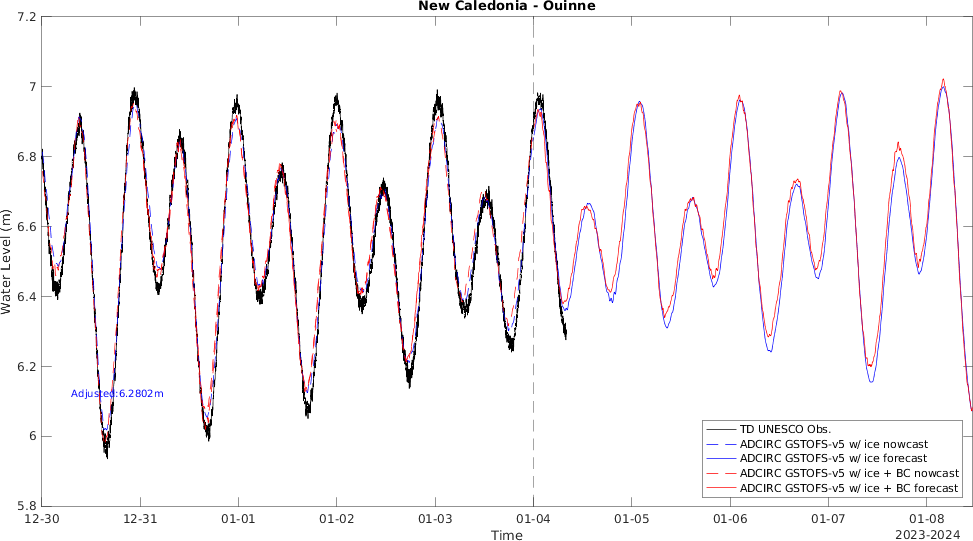 New Caledonia - Ouinne
7.2
7
6.8
6.6
6.4
6.2
6
5.8
Water Level (m)
Adjusted:6.2802m
TD UNESCO Obs.
ADCIRC GSTOFS-v5 w/ ice nowcast
ADCIRC GSTOFS-v5 w/ ice forecast
ADCIRC GSTOFS-v5 w/ ice + BC nowcast
ADCIRC GSTOFS-v5 w/ ice + BC forecast
12-30 12-31 01-01 01-02 01-03 01-04 01-05 01-06 01-07 01-08
Time
2023-2024